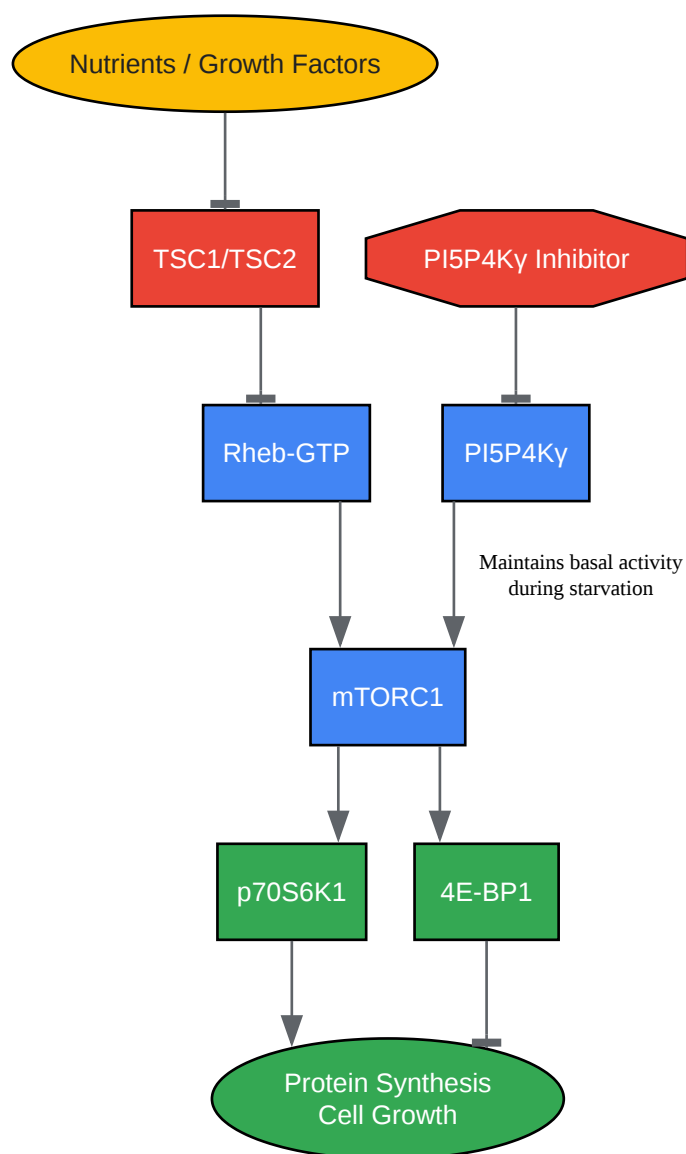 Nutrients / Growth Factors
TSC1/TSC2
PI5P4Kγ Inhibitor
Rheb-GTP
PI5P4Kγ
Maintains basal activity
during starvation
mTORC1
p70S6K1
4E-BP1
Protein Synthesis
Cell Growth